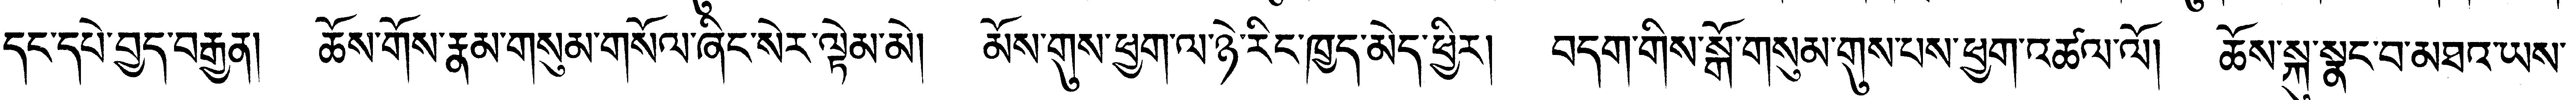 དང་དཔེ་བྱད་བརྒྱན།  ཆོས་གོས་རྣམ་གསུམ་གསོལ་ཞིང་སེར་ལྟེམ་མེ།  མོས་གུས་ཕྱག་ལ་ཉེ་རིང་ཁྱད་མེད་ཕྱིར།  བདག་གིས་སྒོ་གསུམ་གུས་པས་ཕྱག་འཚལ་ལོ།  ཆོས་སྐུ་སྣང་བ་མཐའ་ཡས་